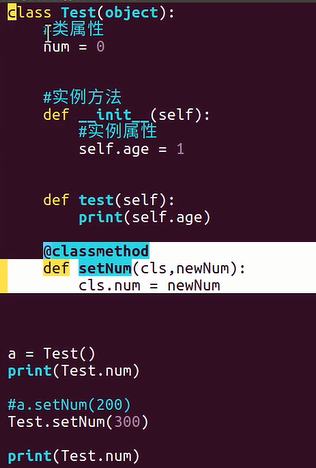 class Test(object):
    #类属性
    num = 0
    #实例方法
    def __init__(self):
        #实例属性
        self.age = 1
    def test(self):
        print(self.age)
    @classmethod
    def setNum(cls,newNum):
        cls.num = newNum
a = Test()
print(Test.num)
#a.setNum(200)
Test.setNum(300)
print(Test.num)